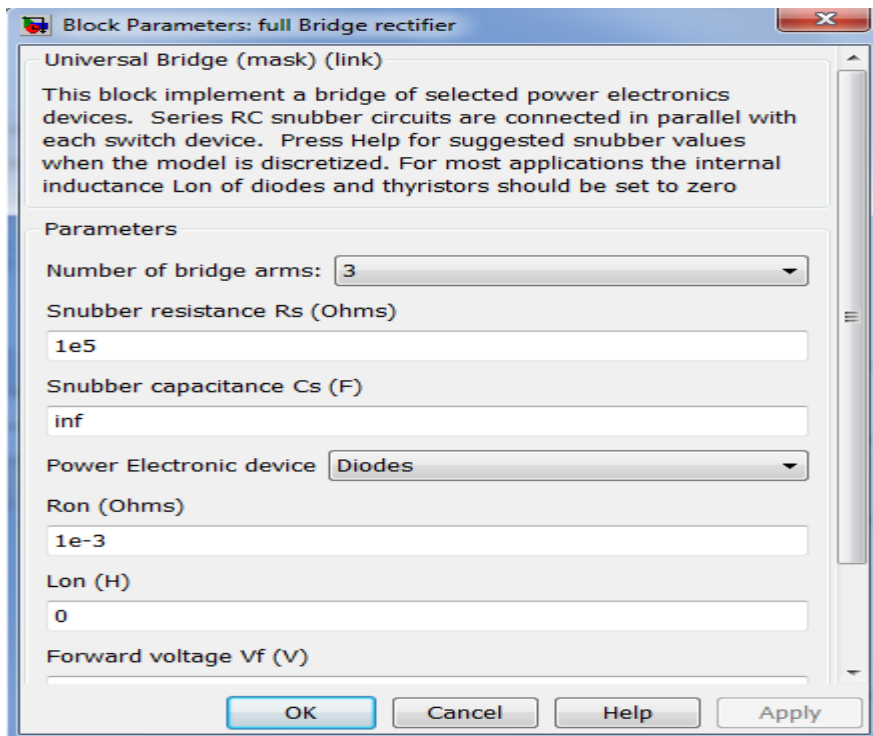 Block Parameters: full Bridge rectifier
Universal Bridge (mask) (link)
This block implement a bridge of selected power electronics
devices. Series RC snubber circuits are connected in parallel with
each switch device. Press Help for suggested snubber values
when the model is discretized. For most applications the internal
inductance Lon of diodes and thyristors should be set to zero
Parameters
Number of bridge arms: 3
Snubber resistance Rs (Ohms)
1e5
Snubber capacitance Cs (F)
inf
Power Electronic device Diodes
Ron (Ohms)
1e-3
Lon (H)
0
Forward voltage Vf (V)
OK Cancel Help Apply